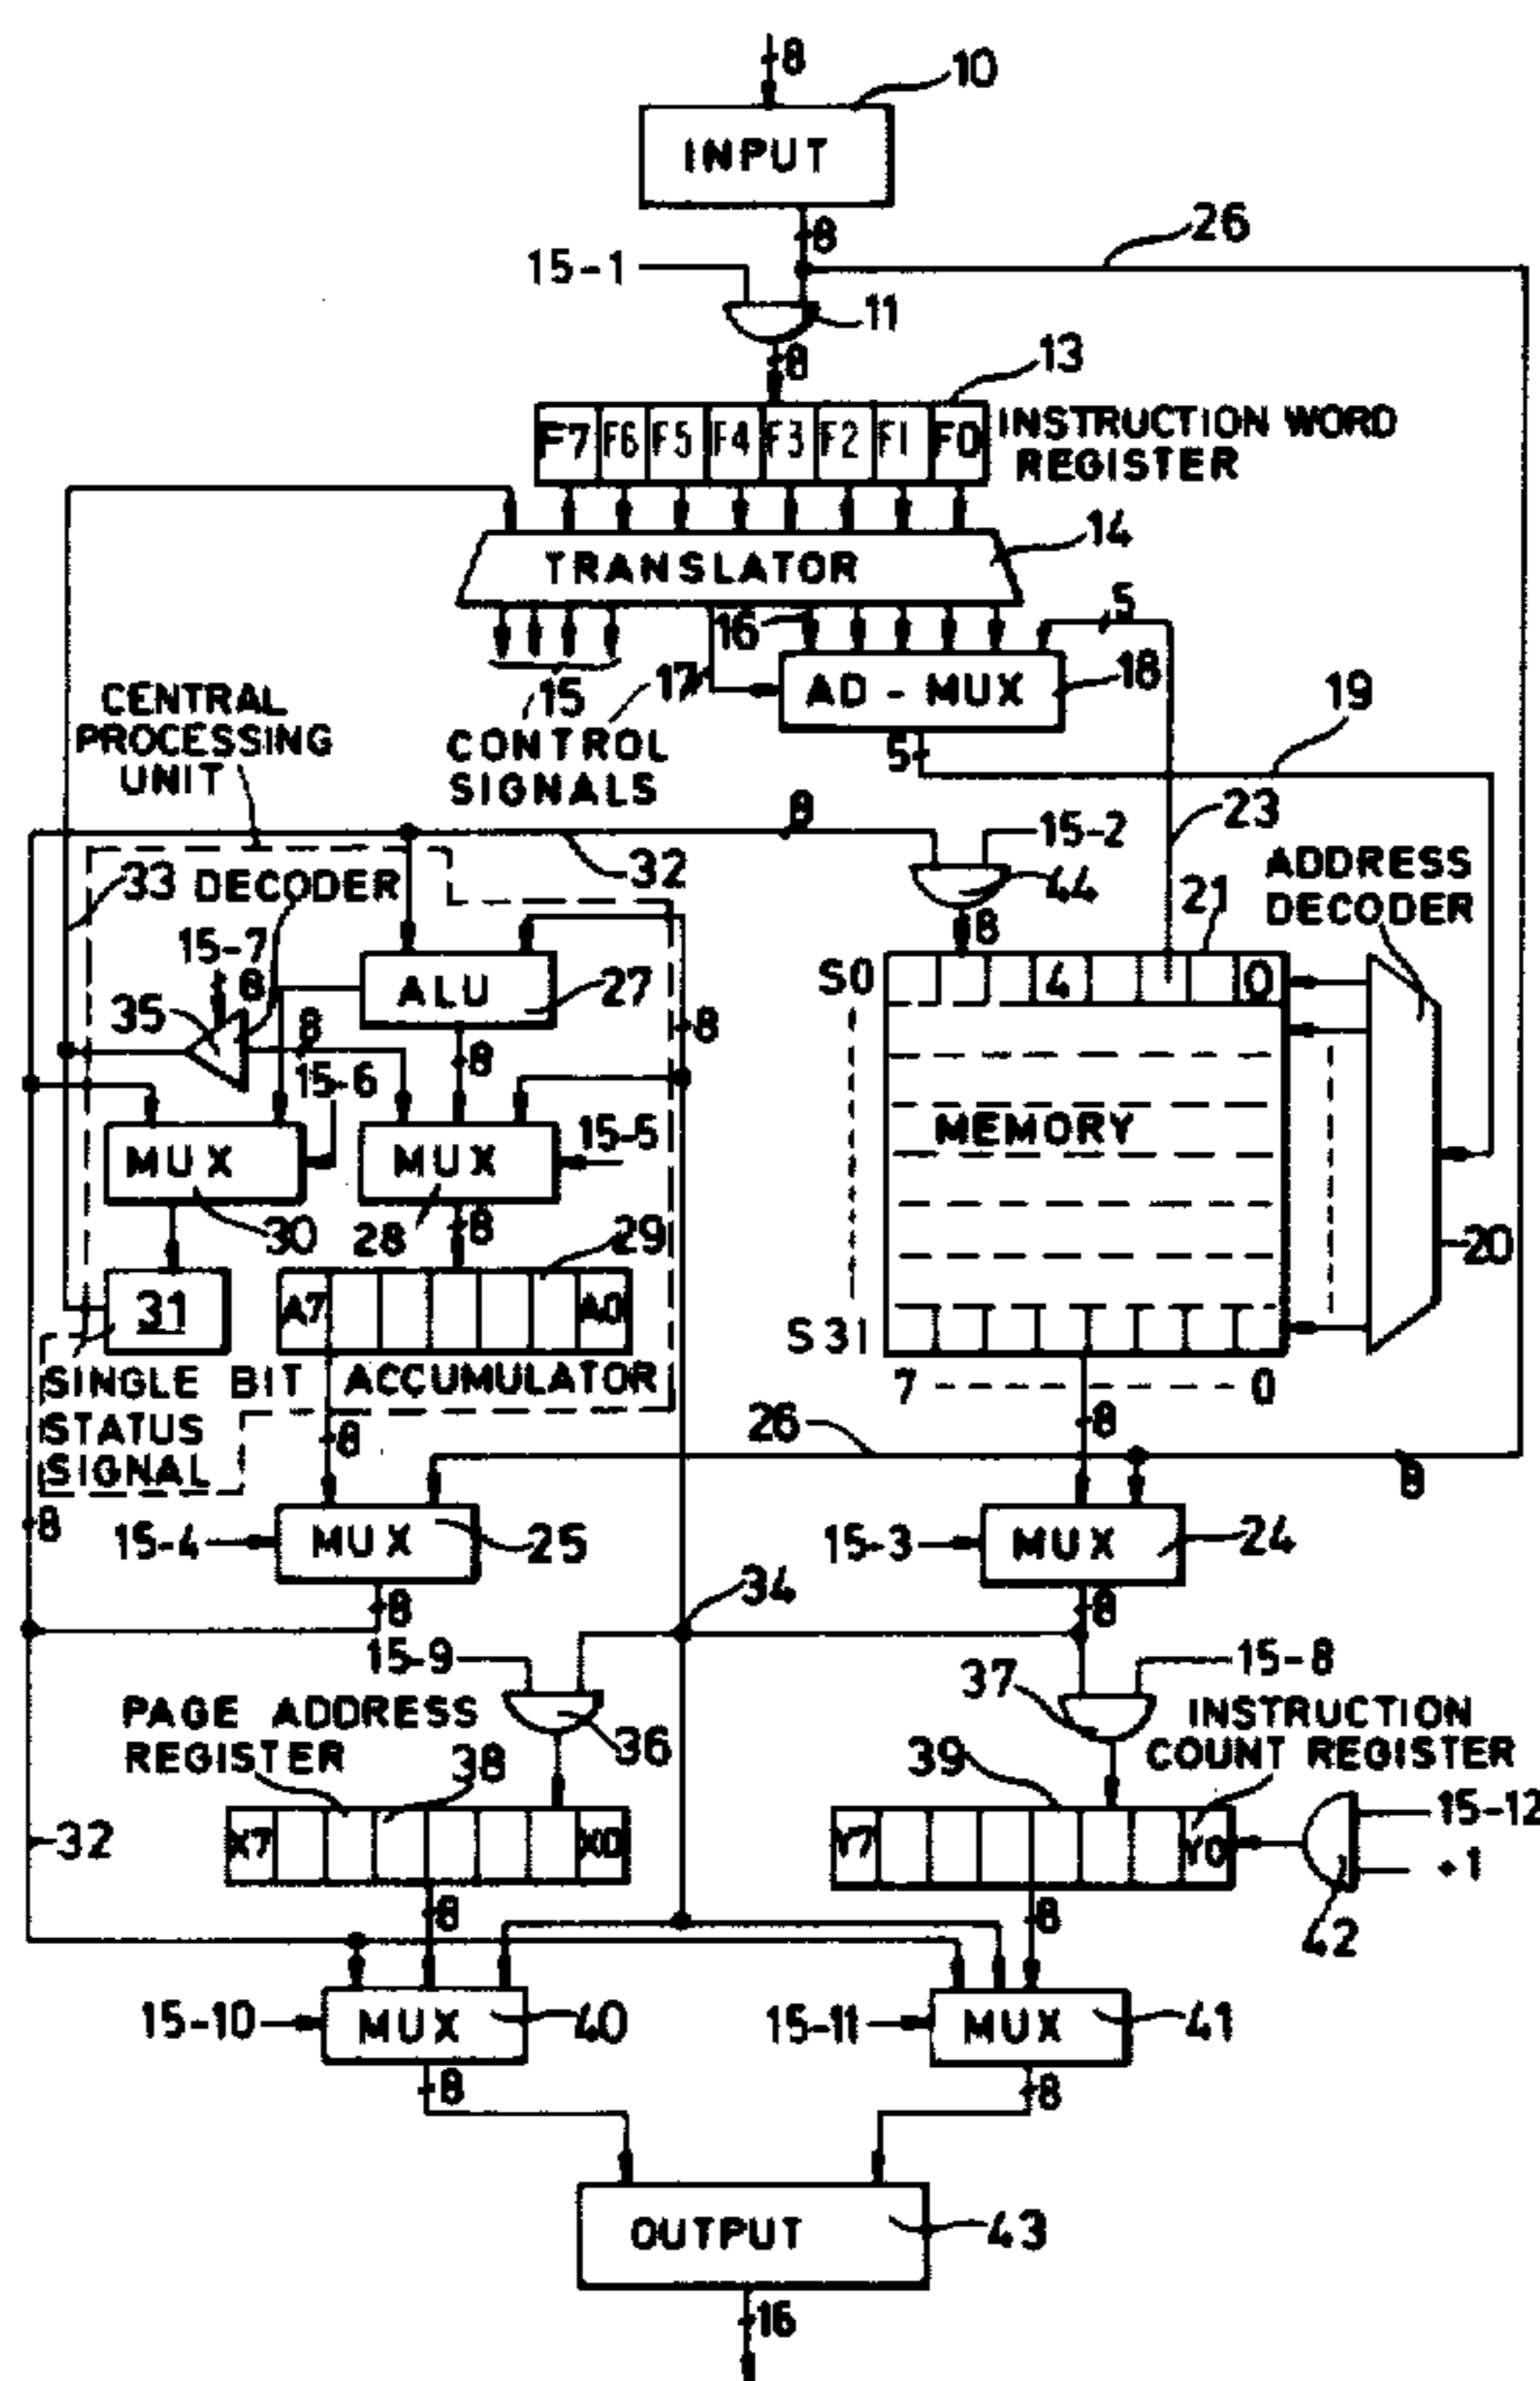 8
10
INPUT
8
26
15-1
11
8
13
F7 F6 F5 F4 F3 F2 F1 F0
INSTRUCTION WORD
REGISTER
14
TRANSLATOR
5
16
17
AD - MUX
18
15
CONTROL
SIGNALS
5
19
CENTRAL
PROCESSING
UNIT
8
15-2
23
32
44
ADDRESS
DECODER
33
DECODER
8
21
15-7
8
35
ALU
27
8
8
8
S0
4
0
15-6
MUX
MUX
15-5
MEMORY
30
28
8
29
20
31
A7
A0
S31
SINGLE BIT
STATUS
SIGNAL
ACCUMULATOR
7
0
8
8
26
8
8
15-4
MUX
25
15-3
MUX
24
8
34
8
15-9
15-8
37
36
PAGE ADDRESS
REGISTER
38
INSTRUCTION
COUNT REGISTER
39
X7
X0
Y7
Y0
15-12
+1
32
42
8
8
15-10
MUX
40
15-11
MUX
41
8
8
OUTPUT
43
16